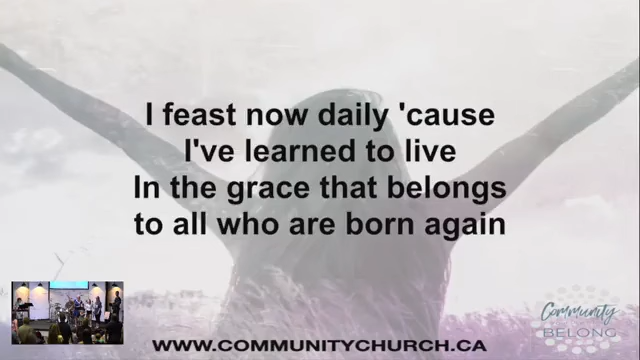 I feast now daily 'cause
I've learned to live
In the grace that belongs
to all who are born again
Community
BELONG
WWW.COMMUNITYCHURCH.CA